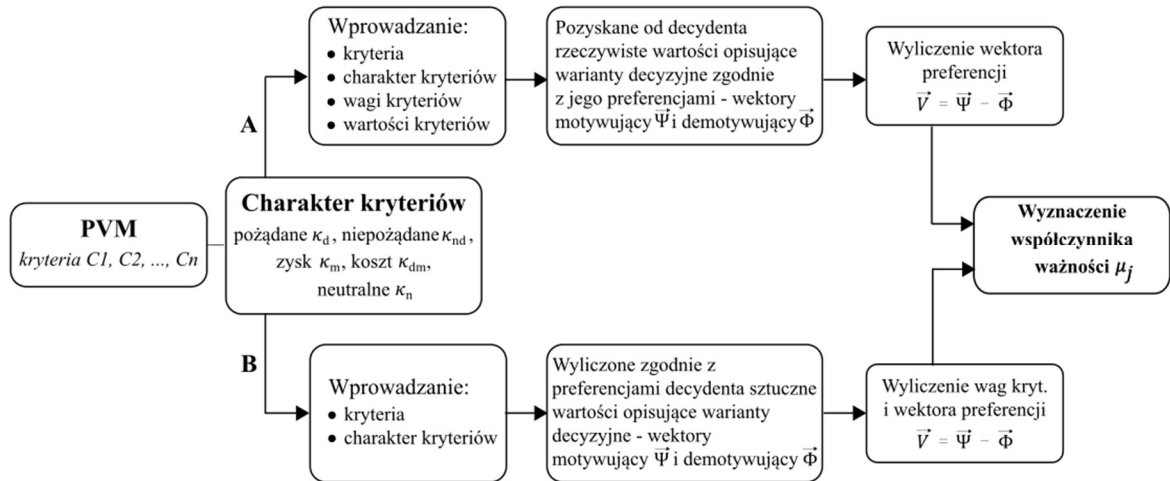 PVM
kryteria C1, C2, ..., Cn
Charakter kryteriów
pożądane κd, niepożądane κnd,
zysk κm, koszt κdm,
neutralne κn
A
Wprowadzanie:
• kryteria
• charakter kryteriów
• wagi kryteriów
• wartości kryteriów
Pozyskane od decydenta
rzeczywiste wartości opisujące
warianty decyzyjne zgodnie
z jego preferencjami - wektory
motywujący Ψ⃗ i demotywujący Φ⃗
Wyliczenie wektora
preferencji
V⃗ = Ψ⃗ − Φ⃗
B
Wprowadzanie:
• kryteria
• charakter kryteriów
Wyliczone zgodnie z
preferencjami decydenta sztuczne
wartości opisujące warianty
decyzyjne - wektory
motywujący Ψ⃗ i demotywujący Φ⃗
Wyliczenie wag kryt.
i wektora preferencji
V⃗ = Ψ⃗ − Φ⃗
Wyznaczenie
współczynnika
ważności μj